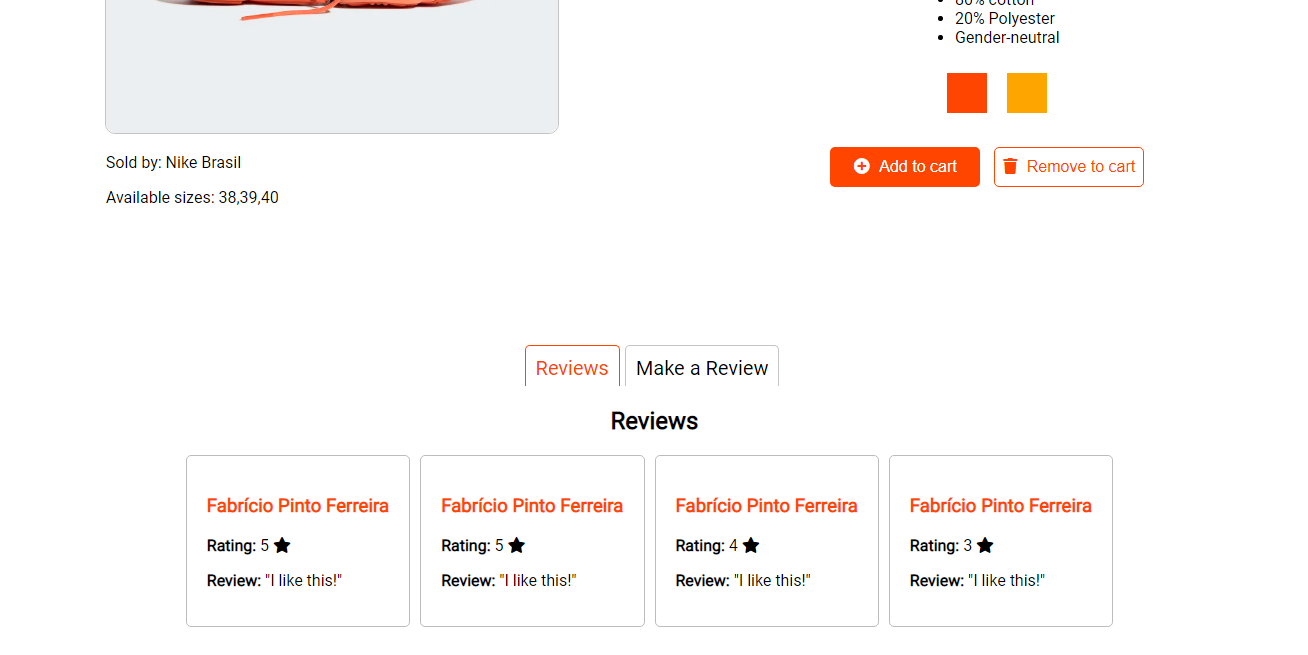 80% cotton
20% Polyester
Gender-neutral
Sold by: Nike Brasil
Available sizes: 38,39,40
Add to cart
Remove to cart
Reviews
Make a Review
Reviews
Fabrício Pinto Ferreira
Rating: 5
Review: "I like this!"
Fabrício Pinto Ferreira
Rating: 5
Review: "I like this!"
Fabrício Pinto Ferreira
Rating: 4
Review: "I like this!"
Fabrício Pinto Ferreira
Rating: 3
Review: "I like this!"